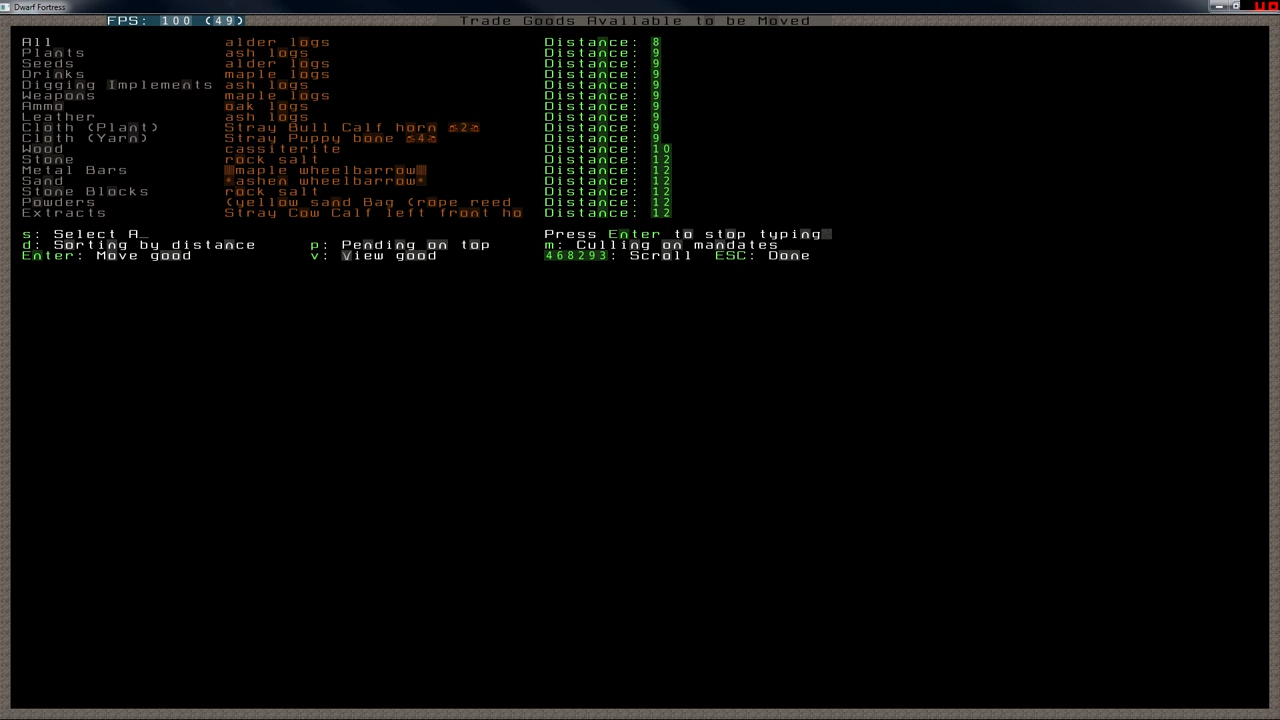 Dwarf Fortress
FPS: 100 (49) Trade Goods Available to be Moved
All alder logs Distance: 8
Plants ash logs Distance: 9
Seeds alder logs Distance: 9
Drinks maple logs Distance: 9
Digging Implements ash logs Distance: 9
Weapons maple logs Distance: 9
Ammo oak logs Distance: 9
Leather ash logs Distance: 9
Cloth (Plant) Stray Bull Calf horn 2 Distance: 9
Cloth (Yarn) Stray Puppy bone 4 Distance: 9
Wood cassiterite Distance: 10
Stone rock salt Distance: 12
Metal Bars maple wheelbarrow Distance: 12
Sand *ashen wheelbarrow* Distance: 12
Stone Blocks rock salt Distance: 12
Powders (yellow sand Bag (rope reed Distance: 12
Extracts Stray Cow Calf left front ho Distance: 12
s: Select A_ Press Enter to stop typing
d: Sorting by distance p: Pending on top m: Culling on mandates
Enter: Move good v: View good 468293: Scroll ESC: Done